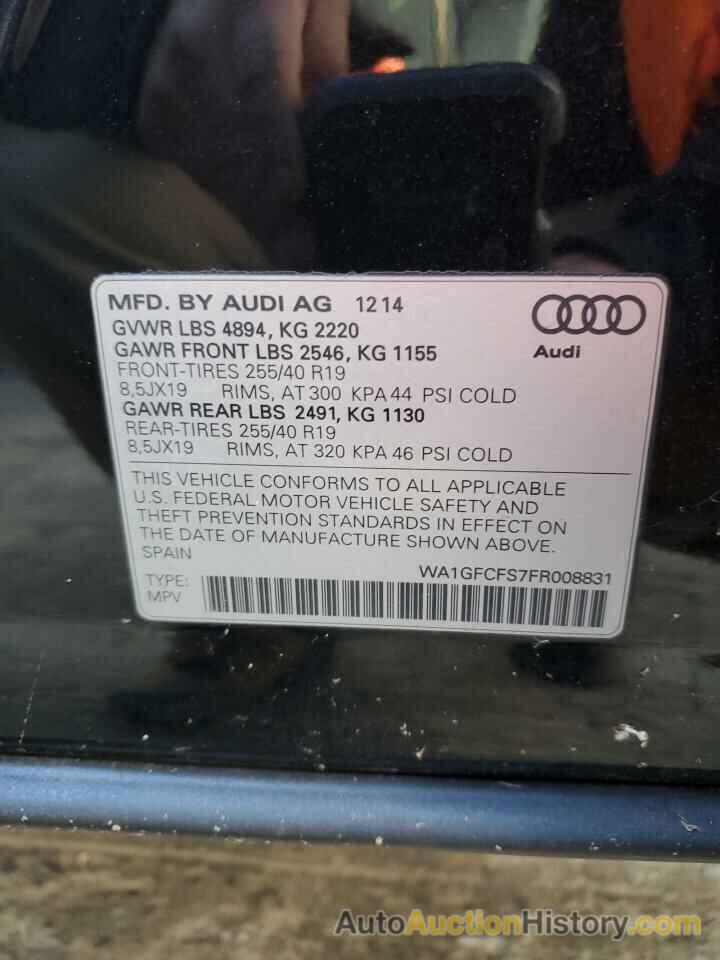 MFD. BY AUDI AG 12 14
GVWR LBS 4894, KG 2220
GAWR FRONT LBS 2546, KG 1155
FRONT-TIRES 255/40 R19
8,5JX19 RIMS, AT 300 KPA 44 PSI COLD
GAWR REAR LBS 2491, KG 1130
REAR-TIRES 255/40 R19
8,5JX19 RIMS, AT 320 KPA 46 PSI COLD
Audi
THIS VEHICLE CONFORMS TO ALL APPLICABLE
U.S. FEDERAL MOTOR VEHICLE SAFETY AND
THEFT PREVENTION STANDARDS IN EFFECT ON
THE DATE OF MANUFACTURE SHOWN ABOVE.
SPAIN
WA1GFCFS7FR008831
TYPE:
MPV
AutoAuctionHistory.com